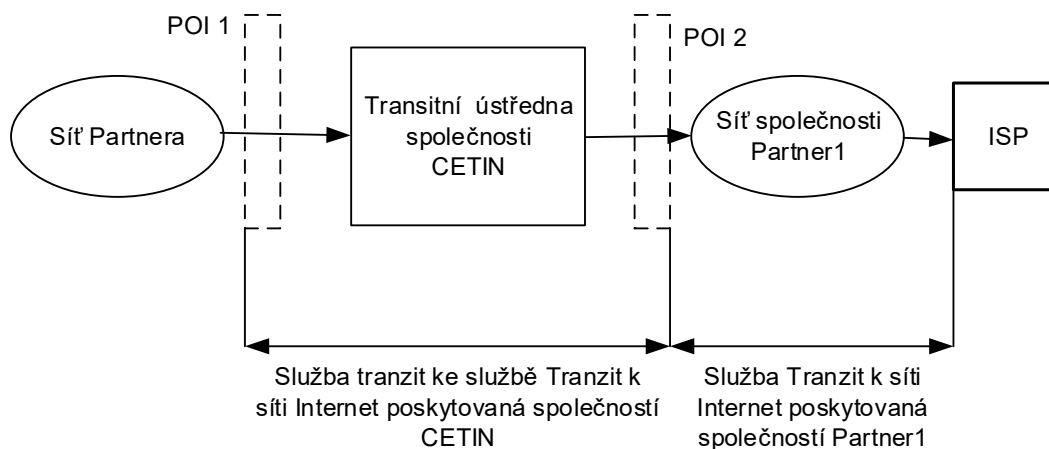 POI 1
POI 2
Síť Partnera
Transitní ústředna
společnosti
CETIN
Síť společnosti
Partner1
ISP
Služba tranzit ke službě Tranzit k
síti Internet poskytovaná společností
CETIN
Služba Tranzit k síti
Internet poskytovaná
společností Partner1